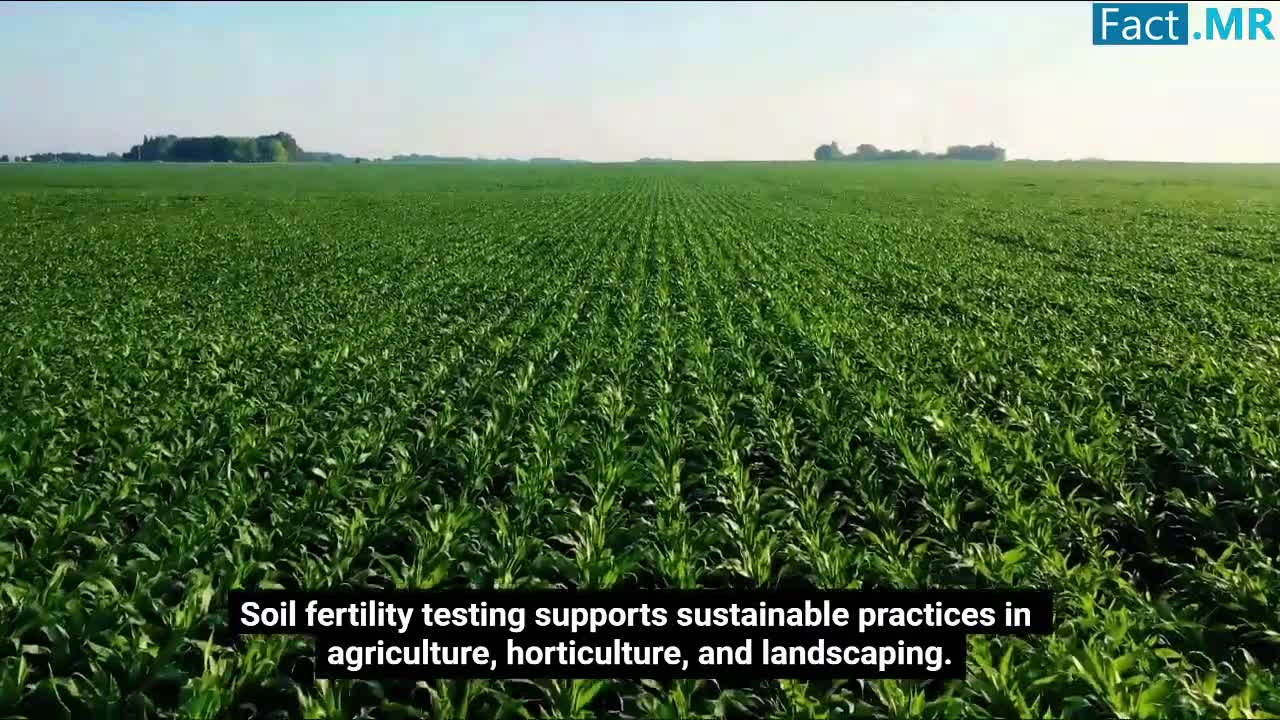 Fact.MR
Soil fertility testing supports sustainable practices in
agriculture, horticulture, and landscaping.